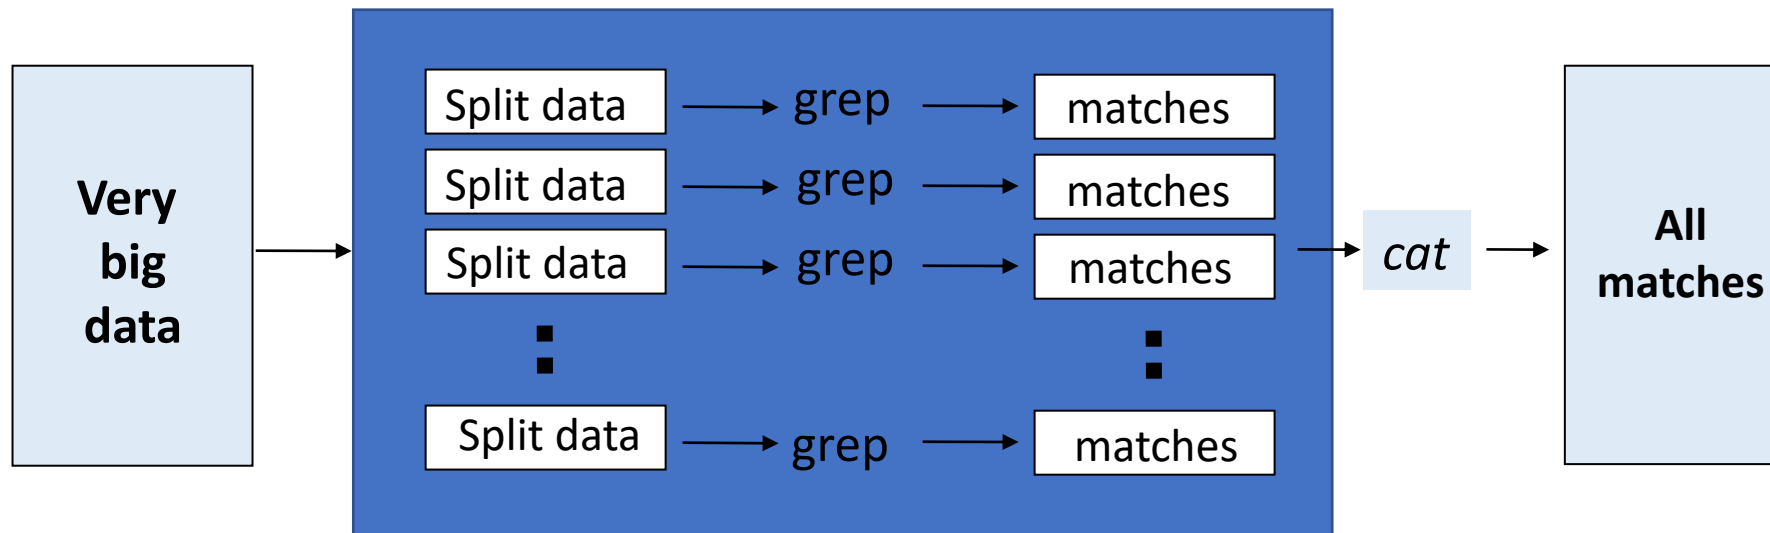 Very
big
data
Split data grep matches
Split data grep matches
Split data grep matches
Split data grep matches
cat
All
matches